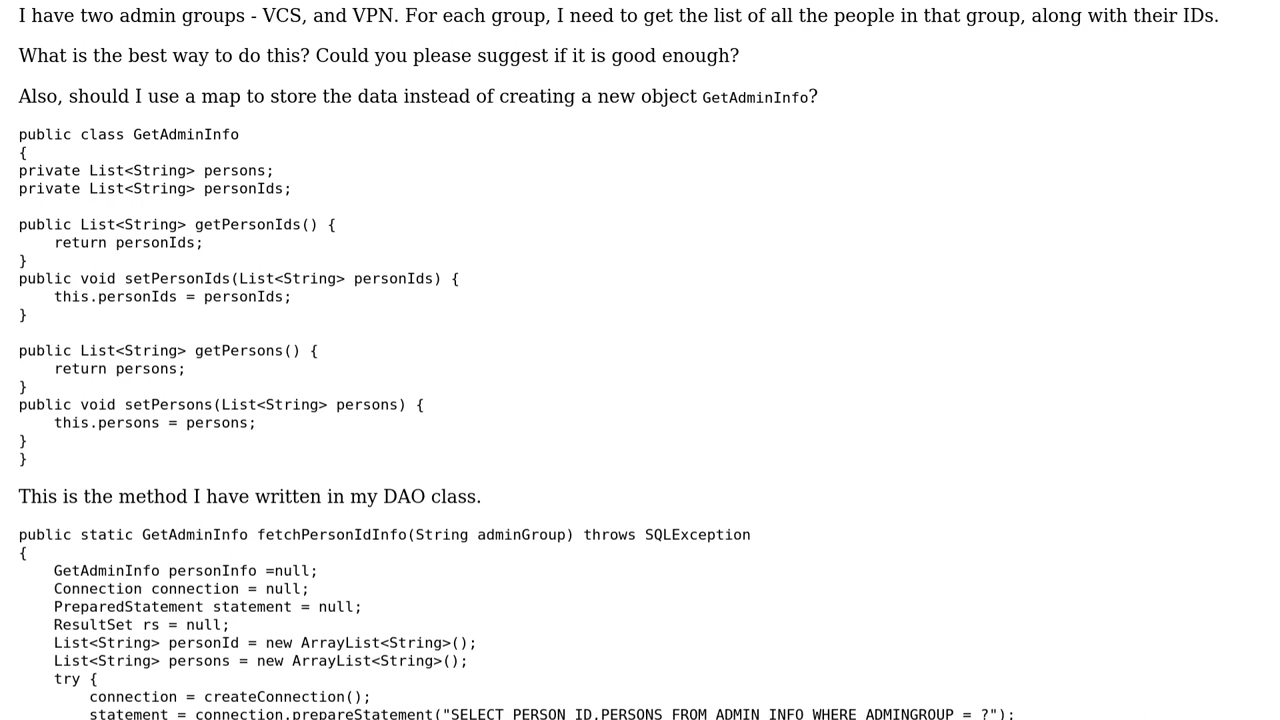 I have two admin groups - VCS, and VPN. For each group, I need to get the list of all the people in that group, along with their IDs.
What is the best way to do this? Could you please suggest if it is good enough?
Also, should I use a map to store the data instead of creating a new object GetAdminInfo?
public class GetAdminInfo
{
private List<String> persons;
private List<String> personIds;
public List<String> getPersonIds() {
    return personIds;
}
public void setPersonIds(List<String> personIds) {
    this.personIds = personIds;
}
public List<String> getPersons() {
    return persons;
}
public void setPersons(List<String> persons) {
    this.persons = persons;
}
}
This is the method I have written in my DAO class.
public static GetAdminInfo fetchPersonIdInfo(String adminGroup) throws SQLException
{
    GetAdminInfo personInfo =null;
    Connection connection = null;
    PreparedStatement statement = null;
    ResultSet rs = null;
    List<String> personId = new ArrayList<String>();
    List<String> persons = new ArrayList<String>();
    try {
        connection = createConnection();
        statement = connection.prepareStatement("SELECT PERSON_ID,PERSONS FROM ADMIN_INFO WHERE ADMINGROUP = ?");